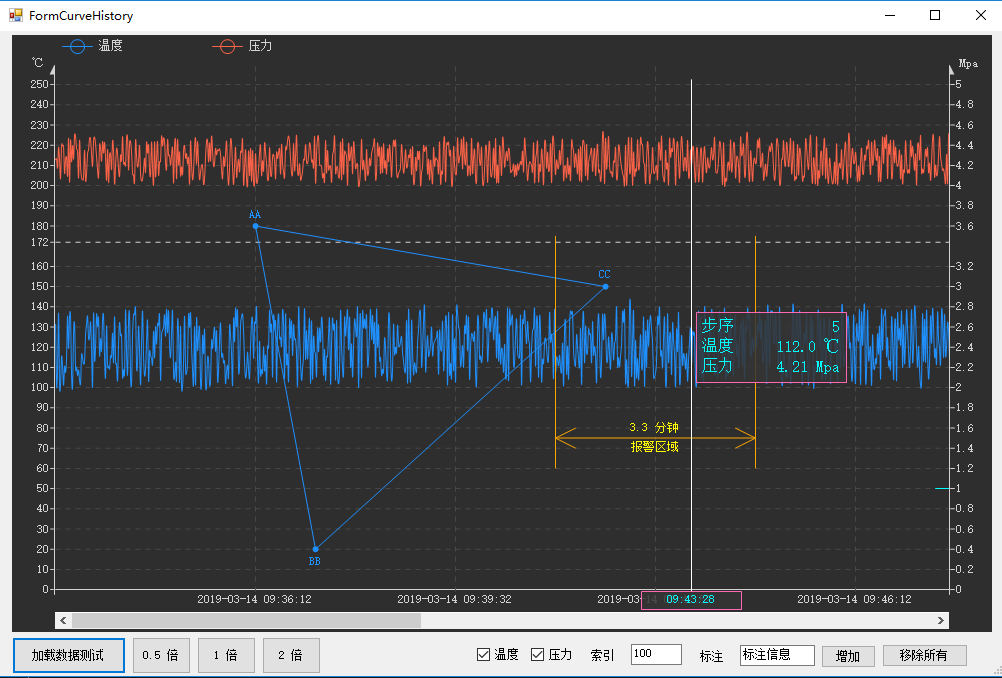 FormCurveHistory
温度 压力
℃ Mpa
250 5
240 4.8
230 4.6
220 4.4
210 4.2
200 4
190 3.8
180 3.6
172
160 3.2
150 3
140 2.8
130 2.6
120 2.4
110 2.2
100 2
90 1.8
80 1.6
70 1.4
60 1.2
50 1
40 0.8
30 0.6
20 0.4
10 0.2
0 0
AA
CC
BB
步序 5
温度 112.0 ℃
压力 4.21 Mpa
3.3 分钟
报警区域
2019-03-14 09:36:12 2019-03-14 09:39:32 2019-03-14 09:43:28 2019-03-14 09:46:12
加载数据测试 0.5 倍 1 倍 2 倍 温度 压力 索引 100 标注 标注信息 增加 移除所有